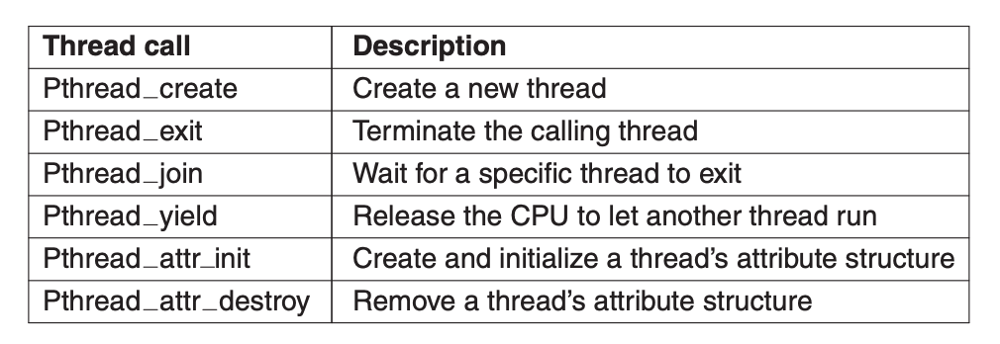 Thread call Description
Pthread_create Create a new thread
Pthread_exit Terminate the calling thread
Pthread_join Wait for a specific thread to exit
Pthread_yield Release the CPU to let another thread run
Pthread_attr_init Create and initialize a thread’s attribute structure
Pthread_attr_destroy Remove a thread’s attribute structure